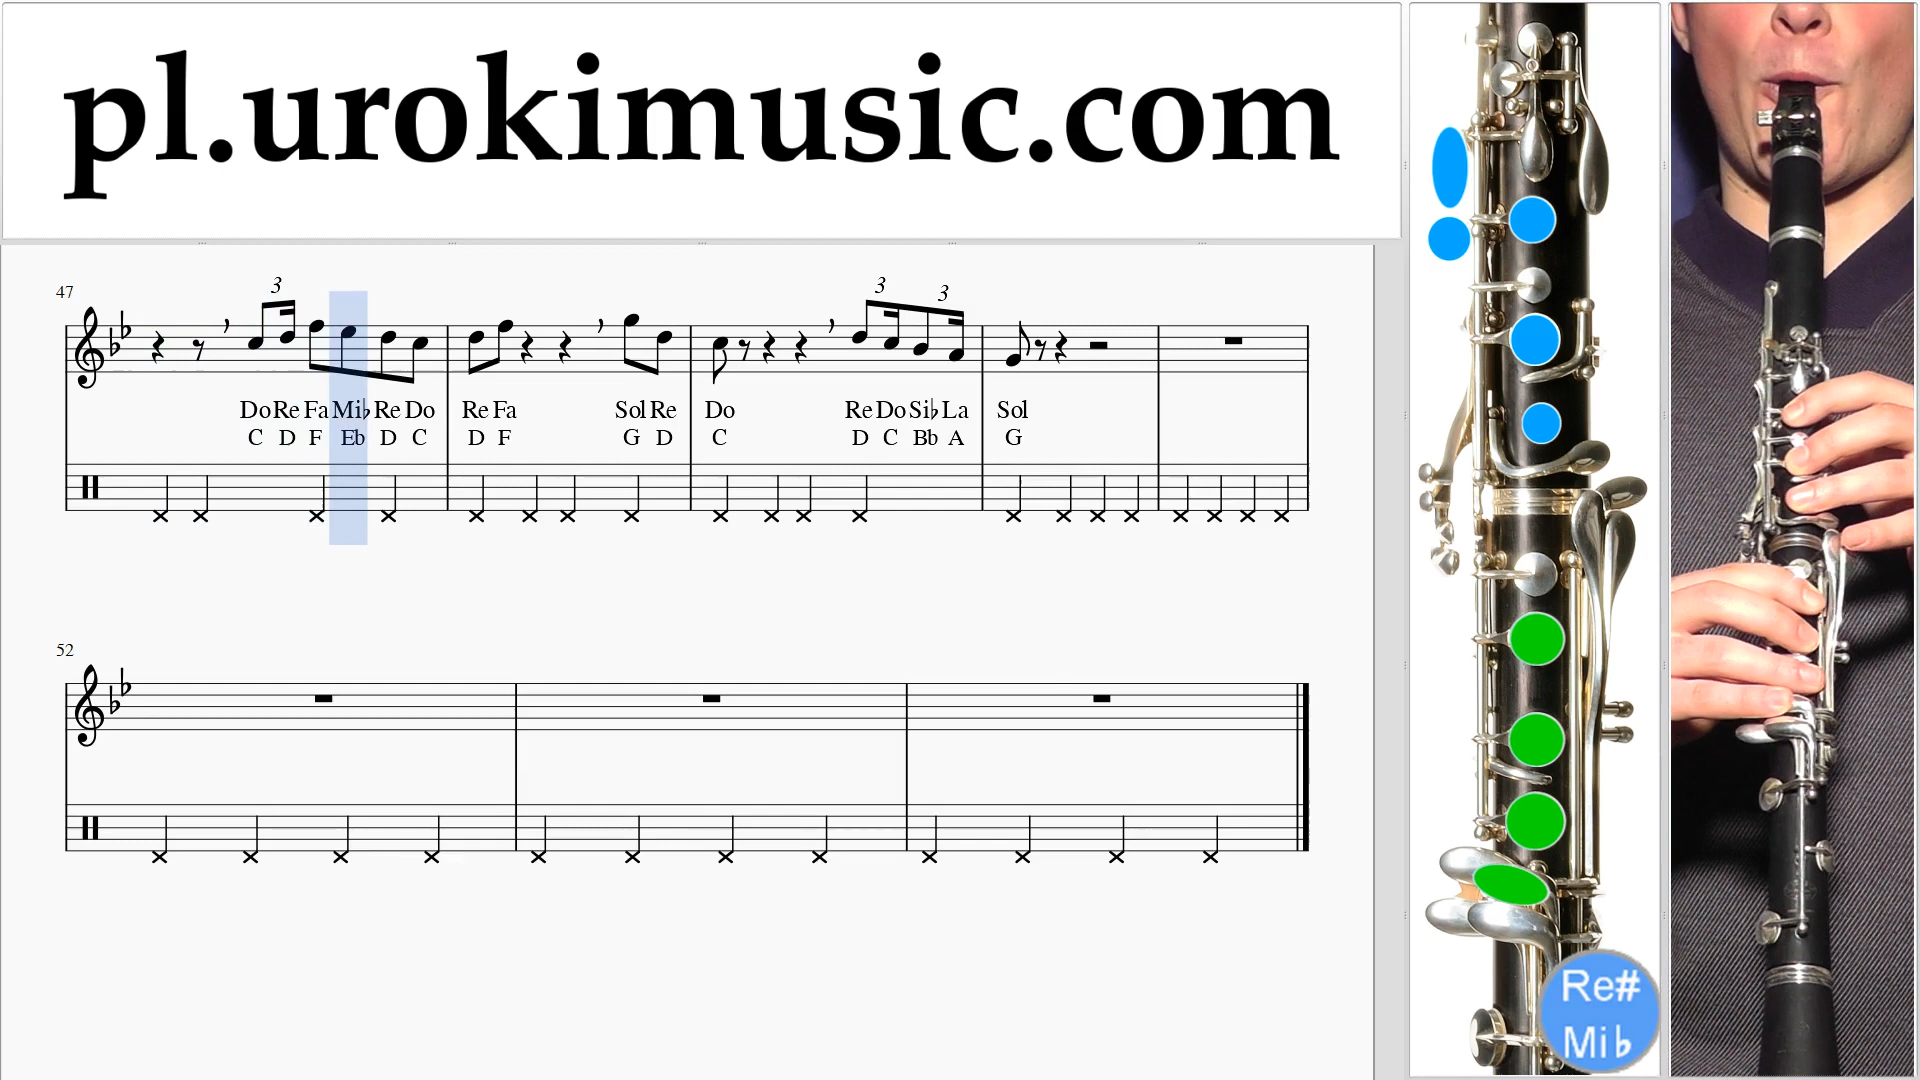 pl.urokimusic.com
47
3
3
3
Do Re Fa Mi♭ Re Do Re Fa Sol Re Do Re Do Si♭ La Sol
C D F Eb D C D F G D C D C Bb A G
52
Re#
Mi♭